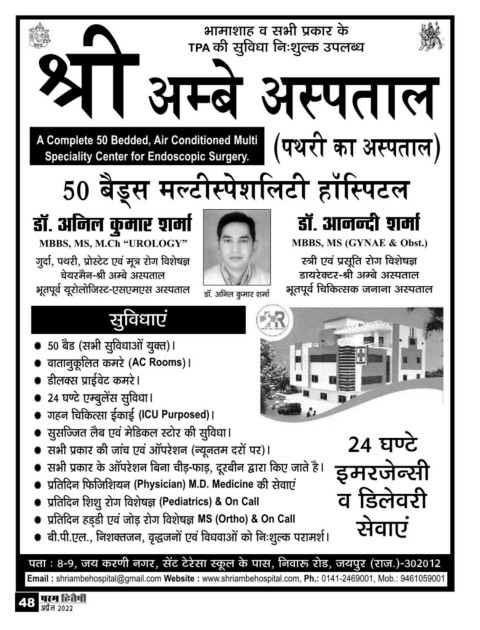 भामाशाह व सभी प्रकार के
TPA की सुविधा निःशुल्क उपलब्ध
श्री अम्बे अस्पताल
A Complete 50 Bedded, Air Conditioned Multi
Speciality Center for Endoscopic Surgery.
(पथरी का अस्पताल)
50 बैड्स मल्टीस्पेशलिटी हॉस्पिटल
डॉ. अनिल कुमार शर्मा
MBBS, MS, M.Ch “UROLOGY”
गुर्दा, पथरी, प्रोस्टेट एवं मूत्र रोग विशेषज्ञ
चेयरमैन-श्री अम्बे अस्पताल
भूतपूर्व यूरोलोजिस्ट-एसएमएस अस्पताल
डॉ. अनिल कुमार शर्मा
डॉ. आनन्दी शर्मा
MBBS, MS (GYNAE & Obst.)
स्त्री एवं प्रसूति रोग विशेषज्ञ
डायरेक्टर-श्री अम्बे अस्पताल
भूतपूर्व चिकित्सक जनाना अस्पताल
सुविधाएं
50 बैड (सभी सुविधाओं युक्त)।
वातानुकूलित कमरे (AC Rooms)।
डीलक्स प्राईवेट कमरे।
24 घण्टे एम्बुलेंस सुविधा।
गहन चिकित्सा ईकाई (ICU Purposed)।
सुसज्जित लैब एवं मेडिकल स्टोर की सुविधा।
सभी प्रकार की जांच एवं ऑपरेशन (न्यूनतम दरों पर)।
सभी प्रकार के ऑपरेशन बिना चीड़-फाड़, दूरबीन द्वारा किए जाते है।
प्रतिदिन फिजिशियन (Physician) M.D. Medicine की सेवाएं
प्रतिदिन शिशु रोग विशेषज्ञ (Pediatrics) & On Call
प्रतिदिन हड्डी एवं जोड़ रोग विशेषज्ञ MS (Ortho) & On Call
बी.पी.एल., निशक्तजन, वृद्धजनों एवं विधवाओं को निःशुल्क परामर्श।
24 घण्टे
इमरजेन्सी
व डिलेवरी
सेवाएं
पता : 8-9, जय करणी नगर, सेंट टेरेसा स्कूल के पास, निवारू रोड, जयपुर (राज.)-302012
Email : shriambehospital@gmail.com Website : www.shriambehospital.com, Ph.: 0141-2469001, Mob.: 9461059001
48 परम हितैषी
अप्रैल 2022